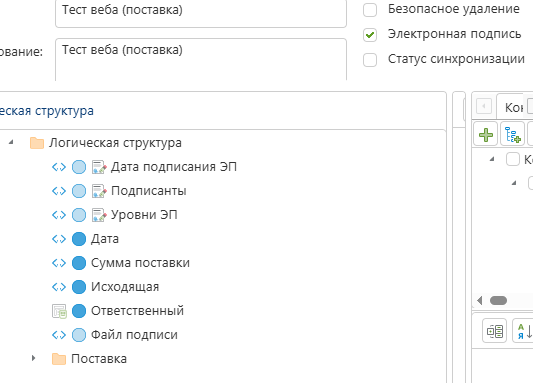 Тест веба (поставка)
Безопасное удаление
Электронная подпись
ование:
Тест веба (поставка)
Статус синхронизации
еская структура
Логическая структура
Дата подписания ЭП
Подписанты
Уровни ЭП
Дата
Сумма поставки
Исходящая
Ответственный
Файл подписи
Поставка